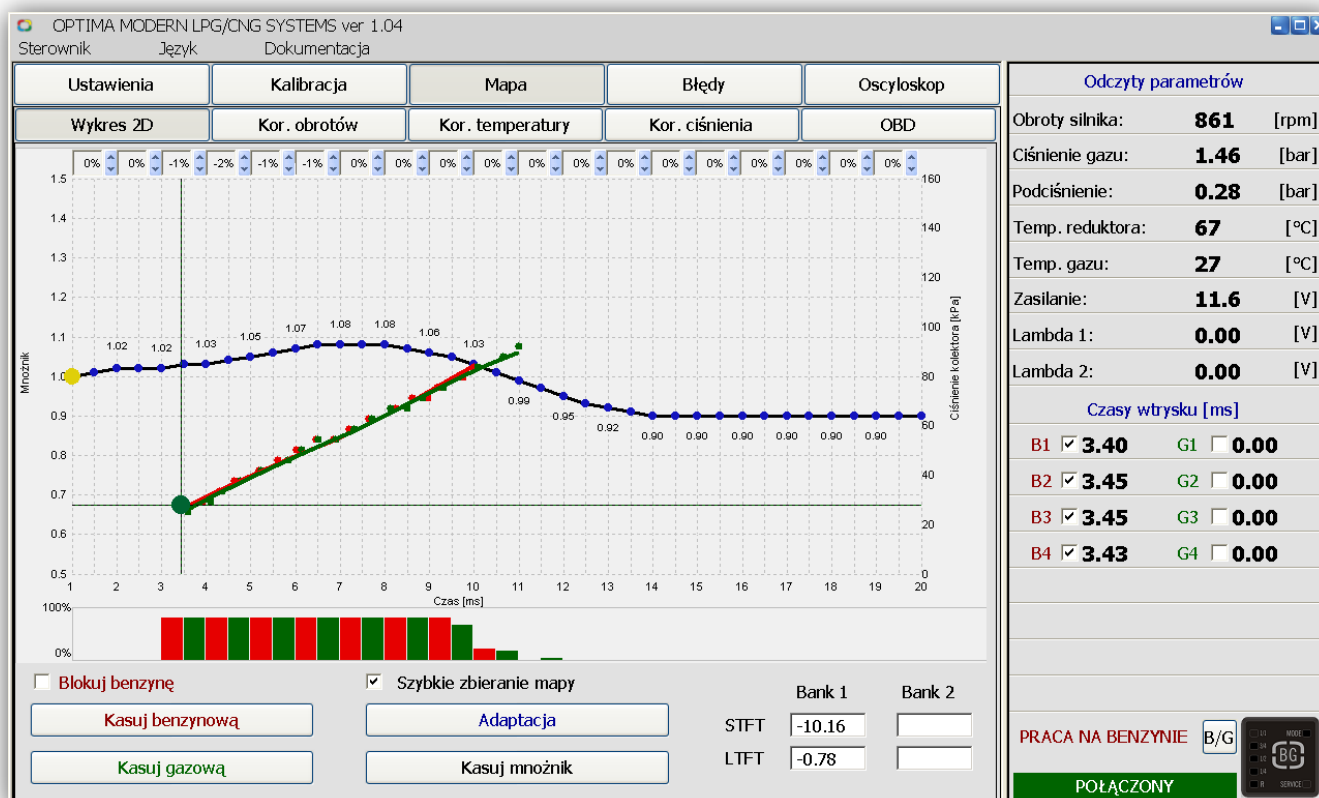 OPTIMA MODERN LPG/CNG SYSTEMS ver 1.04
Sterownik Język Dokumentacja
Ustawienia Kalibracja Mapa Błędy Oscyloskop
Wykres 2D Kor. obrotów Kor. temperatury Kor. ciśnienia OBD
0% 0% -1% -2% -1% -1% 0% 0% 0% 0% 0% 0% 0% 0% 0% 0% 0% 0% 0%
1.5 160
1.4 140
1.3
1.2 120
1.1 100
1.02 1.02 1.03 1.05 1.07 1.08 1.08 1.06 1.03
Mnożnik
Ciśnienie kolektora [kPa]
1.0 80
0.99 0.95 0.92 0.90 0.90 0.90 0.90 0.90 0.90
0.9 60
0.8
0.7 40
0.6 20
0.5 0
1 2 3 4 5 6 7 8 9 10 11 12 13 14 15 16 17 18 19 20
Czas [ms]
100%
0%
Blokuj benzynę Szybkie zbieranie mapy
Kasuj benzynową Adaptacja
Kasuj gazową Kasuj mnożnik
Bank 1 Bank 2
STFT -10.16
LTFT -0.78
Odczyty parametrów
Obroty silnika: 861 [rpm]
Ciśnienie gazu: 1.46 [bar]
Podciśnienie: 0.28 [bar]
Temp. reduktora: 67 [°C]
Temp. gazu: 27 [°C]
Zasilanie: 11.6 [V]
Lambda 1: 0.00 [V]
Lambda 2: 0.00 [V]
Czasy wtrysku [ms]
B1 3.40 G1 0.00
B2 3.45 G2 0.00
B3 3.45 G3 0.00
B4 3.43 G4 0.00
PRACA NA BENZYNIE B/G
POŁĄCZONY
MODE
BG
SERVICE